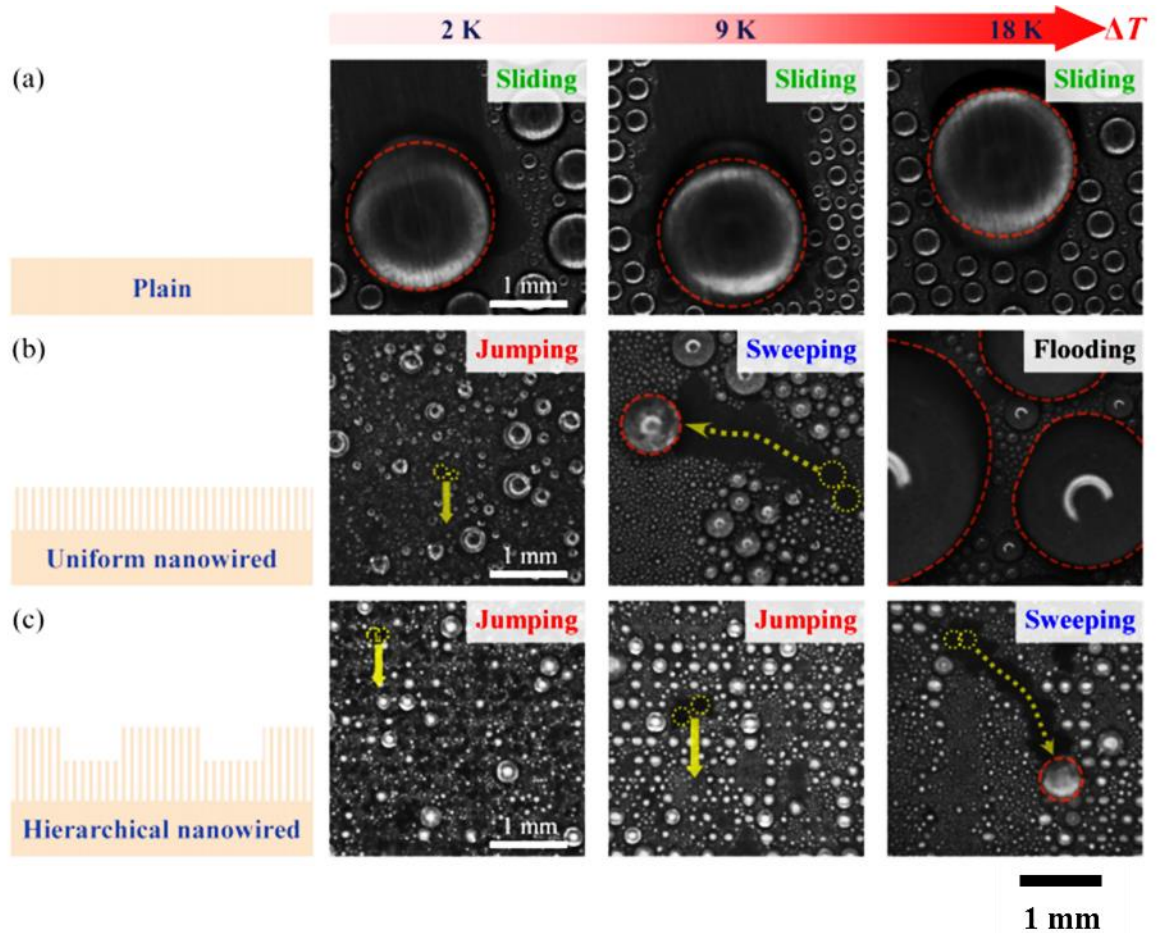 2 K 9 K 18 K ΔT
(a)
Sliding Sliding Sliding
Plain
1 mm
(b)
Jumping Sweeping Flooding
Uniform nanowired
1 mm
(c)
Jumping Jumping Sweeping
Hierarchical nanowired
1 mm
1 mm